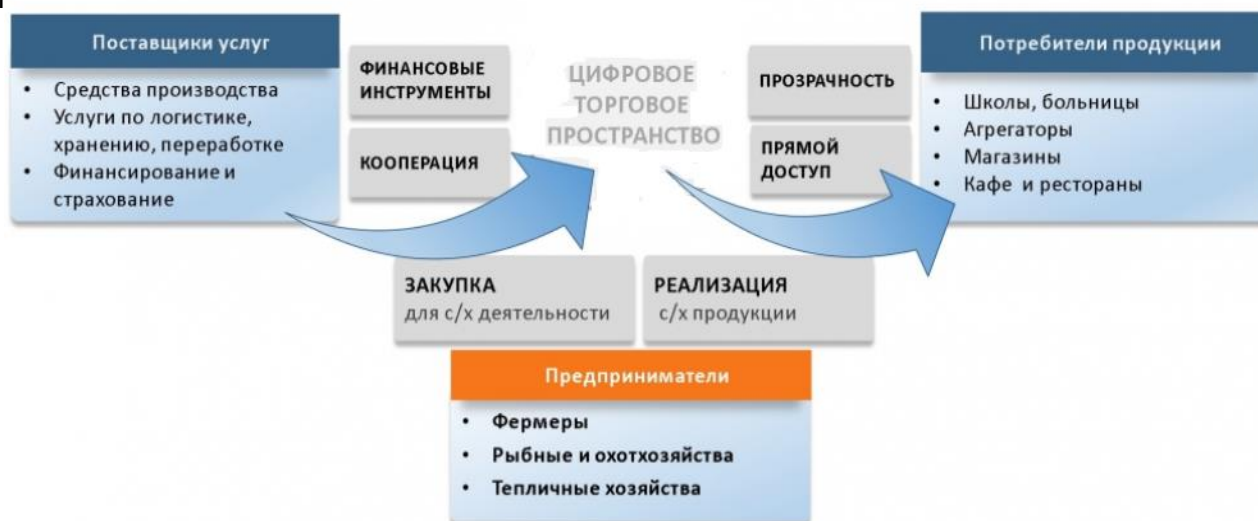 Поставщики услуг
• Средства производства
• Услуги по логистике,
хранению, переработке
• Финансирование и
страхование
ФИНАНСОВЫЕ
ИНСТРУМЕНТЫ
КООПЕРАЦИЯ
ЦИФРОВОЕ
ТОРГОВОЕ
ПРОСТРАНСТВО
ПРОЗРАЧНОСТЬ
ПРЯМОЙ
ДОСТУП
Потребители продукции
• Школы, больницы
• Агрегаторы
• Магазины
• Кафе и рестораны
ЗАКУПКА
для с/х деятельности
РЕАЛИЗАЦИЯ
с/х продукции
Предприниматели
• Фермеры
• Рыбные и охотхозяйства
• Тепличные хозяйства